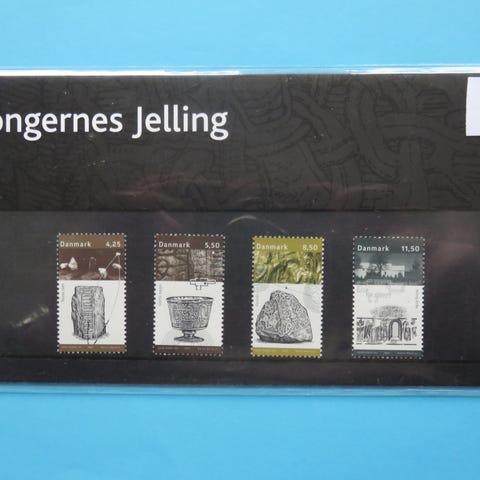 ongernes Jelling
Danmark 4,25
Danmark 5,50
Danmark 8,50
Danmark 11,50